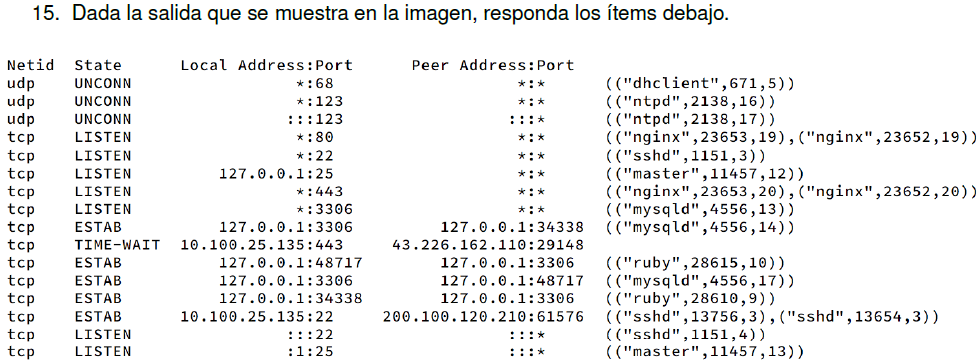 15. Dada la salida que se muestra en la imagen, responda los ítems debajo.
Netid State Local Address:Port Peer Address:Port
udp UNCONN *:68 *:* (("dhclient",671,5))
udp UNCONN *:123 *:* (("ntpd",2138,16))
udp UNCONN :::123 :::* (("ntpd",2138,17))
tcp LISTEN *:80 *:* (("nginx",23653,19),("nginx",23652,19))
tcp LISTEN *:22 *:* (("sshd",1151,3))
tcp LISTEN 127.0.0.1:25 *:* (("master",11457,12))
tcp LISTEN *:443 *:* (("nginx",23653,20),("nginx",23652,20))
tcp LISTEN *:3306 *:* (("mysqld",4556,13))
tcp ESTAB 127.0.0.1:3306 127.0.0.1:34338 (("mysqld",4556,14))
tcp TIME-WAIT 10.100.25.135:443 43.226.162.110:29148
tcp ESTAB 127.0.0.1:48717 127.0.0.1:3306 (("ruby",28615,10))
tcp ESTAB 127.0.0.1:3306 127.0.0.1:48717 (("mysqld",4556,17))
tcp ESTAB 127.0.0.1:34338 127.0.0.1:3306 (("ruby",28610,9))
tcp ESTAB 10.100.25.135:22 200.100.120.210:61576 (("sshd",13756,3),("sshd",13654,3))
tcp LISTEN :::22 :::* (("sshd",1151,4))
tcp LISTEN :1:25 :::* (("master",11457,13))